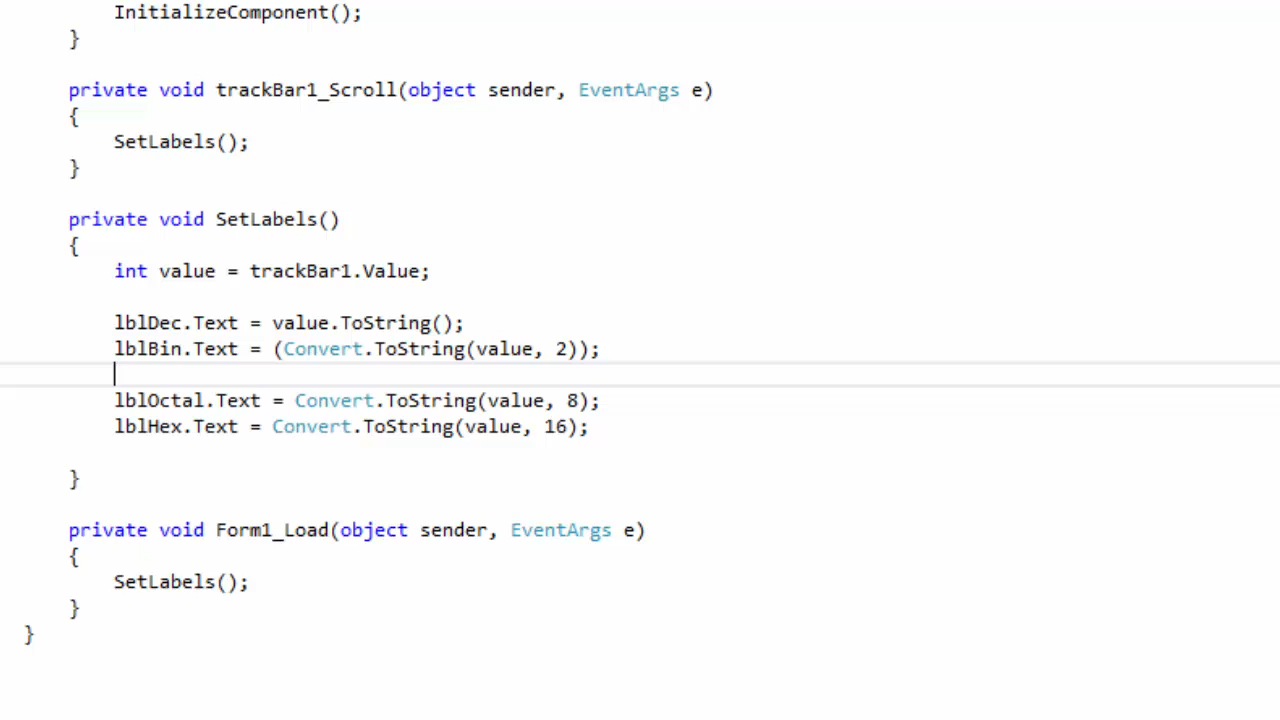 InitializeComponent();
}
private void trackBar1_Scroll(object sender, EventArgs e)
{
SetLabels();
}
private void SetLabels()
{
int value = trackBar1.Value;
lblDec.Text = value.ToString();
lblBin.Text = (Convert.ToString(value, 2));
lblOctal.Text = Convert.ToString(value, 8);
lblHex.Text = Convert.ToString(value, 16);
}
private void Form1_Load(object sender, EventArgs e)
{
SetLabels();
}
}